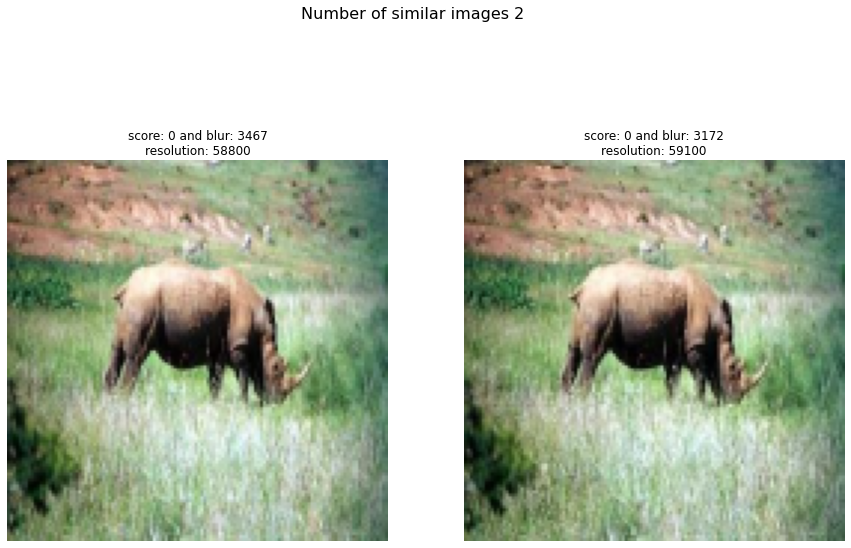 Number of similar images 2
score: 0 and blur: 3467
resolution: 58800
score: 0 and blur: 3172
resolution: 59100